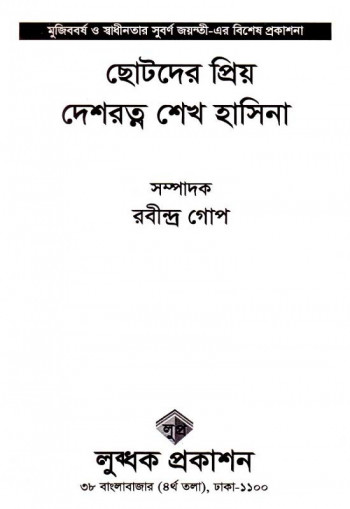 মুজিববর্ষ ও স্বাধীনতার সুবর্ণ জয়ন্তী-এর বিশেষ প্রকাশনা
ছোটদের প্রিয়
দেশরত্ন শেখ হাসিনা
সম্পাদক
রবীন্দ্র গোপ
লুপ্র
লুব্ধক প্রকাশন
৩৮ বাংলাবাজার (৪র্থ তলা), ঢাকা-১১০০